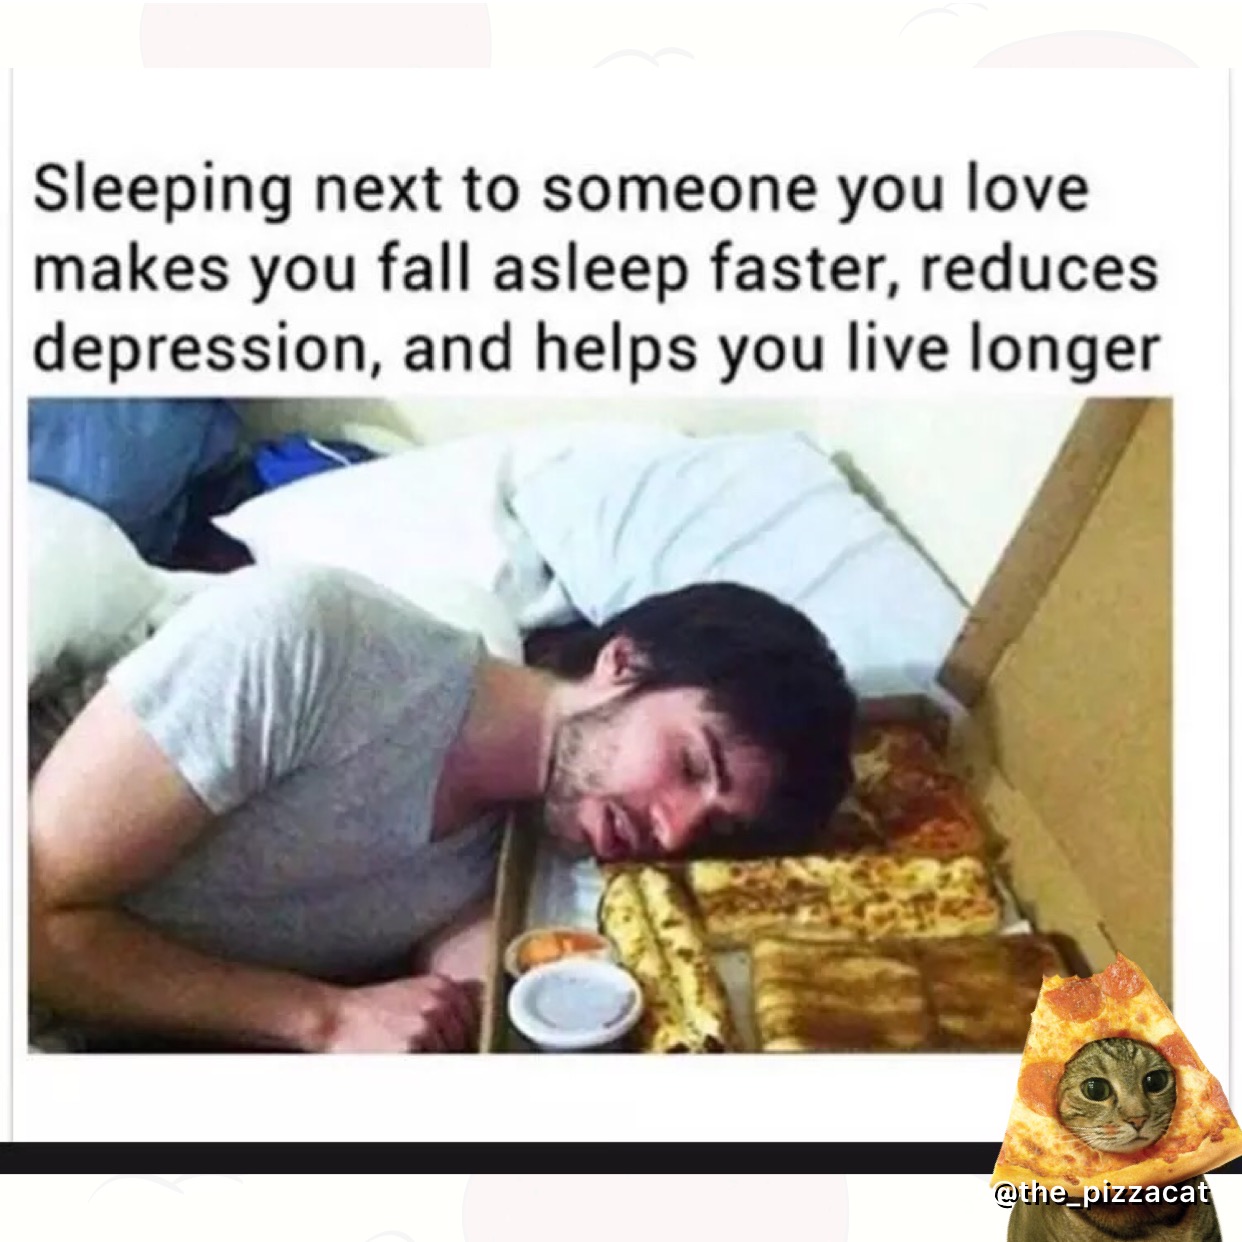 Sleeping next to someone you love
makes you fall asleep faster, reduces
depression, and helps you live longer
@the_pizzacat